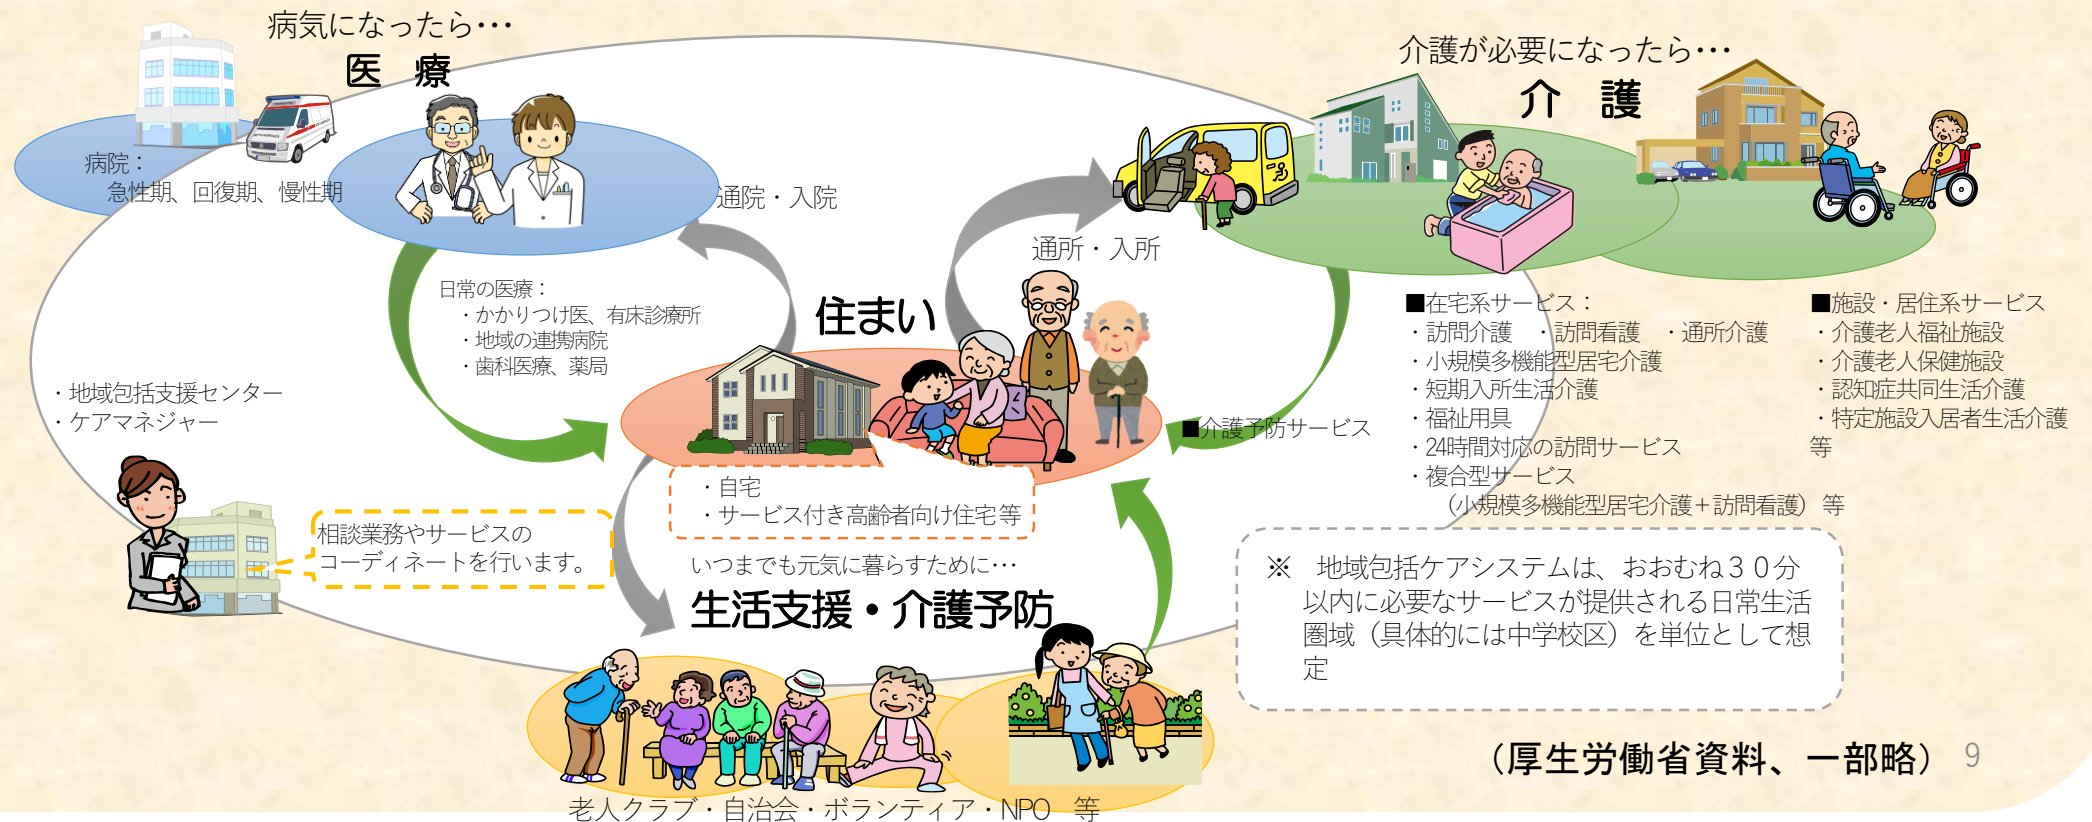 病気になったら･･･
医　療
病院：
急性期、回復期、慢性期
通院・入院
日常の医療：
・かかりつけ医、有床診療所
・地域の連携病院
・歯科医療、薬局
・地域包括支援センター
・ケアマネジャー
相談業務やサービスの
コーディネートを行います。
住まい
・自宅
・サービス付き高齢者向け住宅等
通所・入所
介護が必要になったら･･･
介　護
■在宅系サービス：
・訪問介護　・訪問看護　・通所介護
・小規模多機能型居宅介護
・短期入所生活介護
・福祉用具
・24時間対応の訪問サービス
・複合型サービス
（小規模多機能型居宅介護＋訪問看護） 等
■介護予防サービス
■施設・居住系サービス
・介護老人福祉施設
・介護老人保健施設
・認知症共同生活介護
・特定施設入居者生活介護
等
いつまでも元気に暮らすために･･･
生活支援・介護予防
老人クラブ・自治会・ボランティア・NPO　等
※　地域包括ケアシステムは、おおむね３０分
以内に必要なサービスが提供される日常生活
圏域（具体的には中学校区）を単位として想
定
（厚生労働省資料、一部略）
9